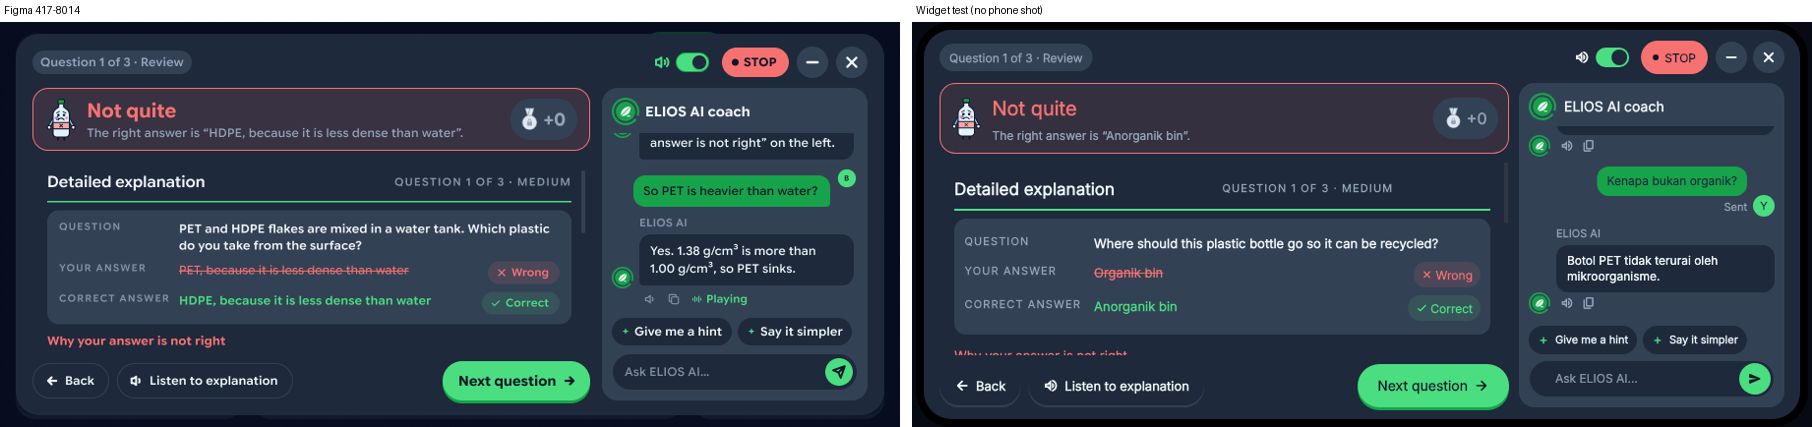 Figma 417-8014
Question 1 of 3 · Review
STOP
Not quite
The right answer is “HDPE, because it is less dense than water”.
+0
Detailed explanation
QUESTION 1 OF 3 · MEDIUM
QUESTION
PET and HDPE flakes are mixed in a water tank. Which plastic
do you take from the surface?
YOUR ANSWER
PET, because it is less dense than water
Wrong
CORRECT ANSWER
HDPE, because it is less dense than water
Correct
Why your answer is not right
Back
Listen to explanation
Next question
ELIOS AI coach
answer is not right” on the left.
So PET is heavier than water?
B
ELIOS AI
Yes. 1.38 g/cm³ is more than
1.00 g/cm³, so PET sinks.
Playing
Give me a hint
Say it simpler
Ask ELIOS AI...
Widget test (no phone shot)
Question 1 of 3 · Review
STOP
Not quite
The right answer is “Anorganik bin”.
+0
Detailed explanation
QUESTION 1 OF 3 · MEDIUM
QUESTION
Where should this plastic bottle go so it can be recycled?
YOUR ANSWER
Organik bin
Wrong
CORRECT ANSWER
Anorganik bin
Correct
Why your answer is not right
Back
Listen to explanation
Next question
ELIOS AI coach
Kenapa bukan organik?
Sent
Y
ELIOS AI
Botol PET tidak terurai oleh
mikroorganisme.
Give me a hint
Say it simpler
Ask ELIOS AI...